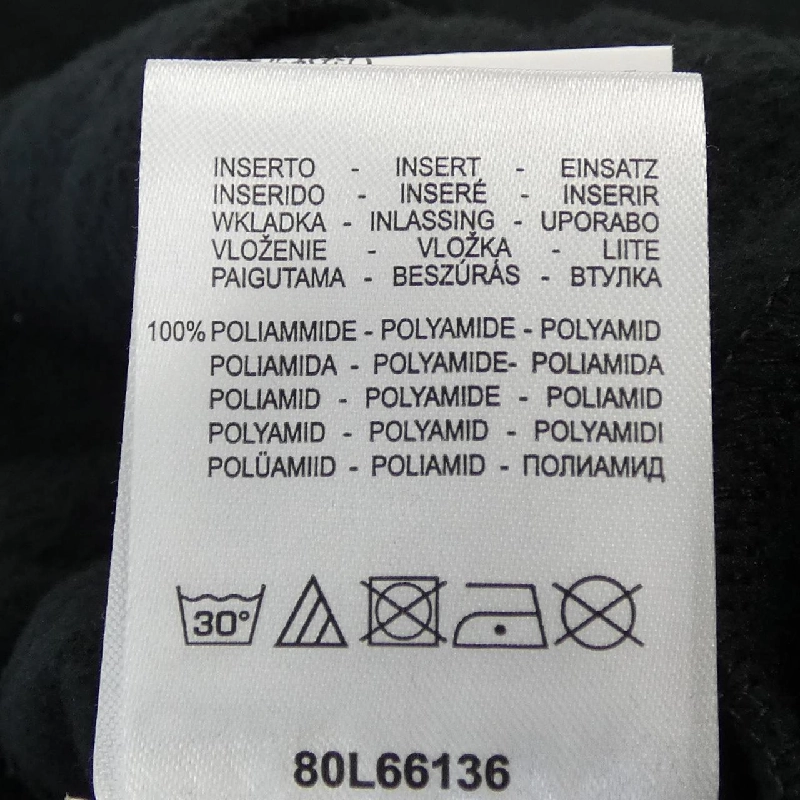 INSERTO - INSERT - EINSATZ
INSERIDO - INSERÉ - INSERIR
WKLADKA - INLASSING - UPORABO
VLOŽENIE - VLOŽKA - LIITE
PAIGUTAMA - BESZÚRÁS - ВТУЛКА
100% POLIAMMIDE - POLYAMIDE - POLYAMID
POLIAMIDA - POLYAMIDE- POLIAMIDA
POLIAMID - POLYAMIDE - POLIAMID
POLYAMID - POLYAMID - POLYAMIDI
POLÜAMIID - POLIAMID - ПОЛИАМИД
30°
80L66136